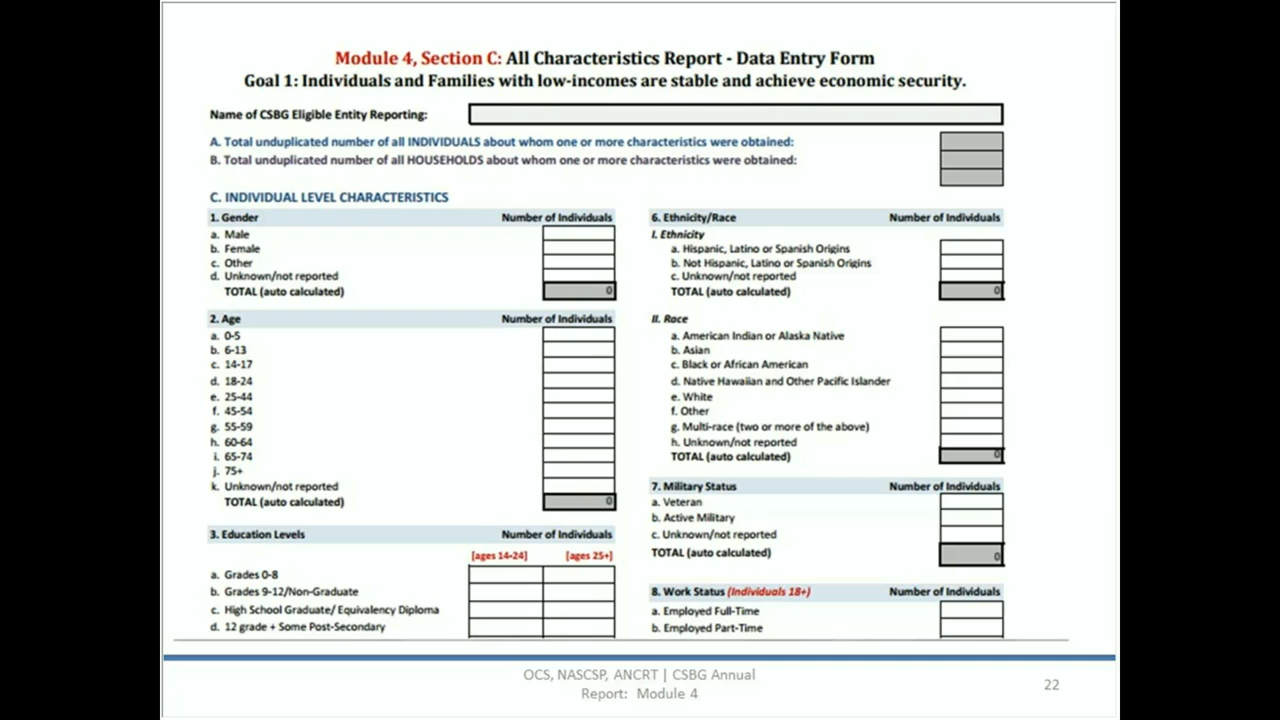 Module 4, Section C: All Characteristics Report - Data Entry Form
Goal 1: Individuals and Families with low-incomes are stable and achieve economic security.
Name of CSBG Eligible Entity Reporting:
A. Total unduplicated number of all INDIVIDUALS about whom one or more characteristics were obtained:
B. Total unduplicated number of all HOUSEHOLDS about whom one or more characteristics were obtained:
C. INDIVIDUAL LEVEL CHARACTERISTICS
1. Gender Number of Individuals
a. Male
b. Female
c. Other
d. Unknown/not reported
TOTAL (auto calculated) 0
2. Age Number of Individuals
a. 0-5
b. 6-13
c. 14-17
d. 18-24
e. 25-44
f. 45-54
g. 55-59
h. 60-64
i. 65-74
j. 75+
k. Unknown/not reported
TOTAL (auto calculated) 0
3. Education Levels Number of Individuals
[ages 14-24] [ages 25+]
a. Grades 0-8
b. Grades 9-12/Non-Graduate
c. High School Graduate/ Equivalency Diploma
d. 12 grade + Some Post-Secondary
6. Ethnicity/Race Number of Individuals
I. Ethnicity
a. Hispanic, Latino or Spanish Origins
b. Not Hispanic, Latino or Spanish Origins
c. Unknown/not reported
TOTAL (auto calculated) 0
II. Race
a. American Indian or Alaska Native
b. Asian
c. Black or African American
d. Native Hawaiian and Other Pacific Islander
e. White
f. Other
g. Multi-race (two or more of the above)
h. Unknown/not reported
TOTAL (auto calculated) 0
7. Military Status Number of Individuals
a. Veteran
b. Active Military
c. Unknown/not reported
TOTAL (auto calculated) 0
8. Work Status (Individuals 18+) Number of Individuals
a. Employed Full-Time
b. Employed Part-Time
OCS, NASCSP, ANCRT | CSBG Annual
Report: Module 4
22